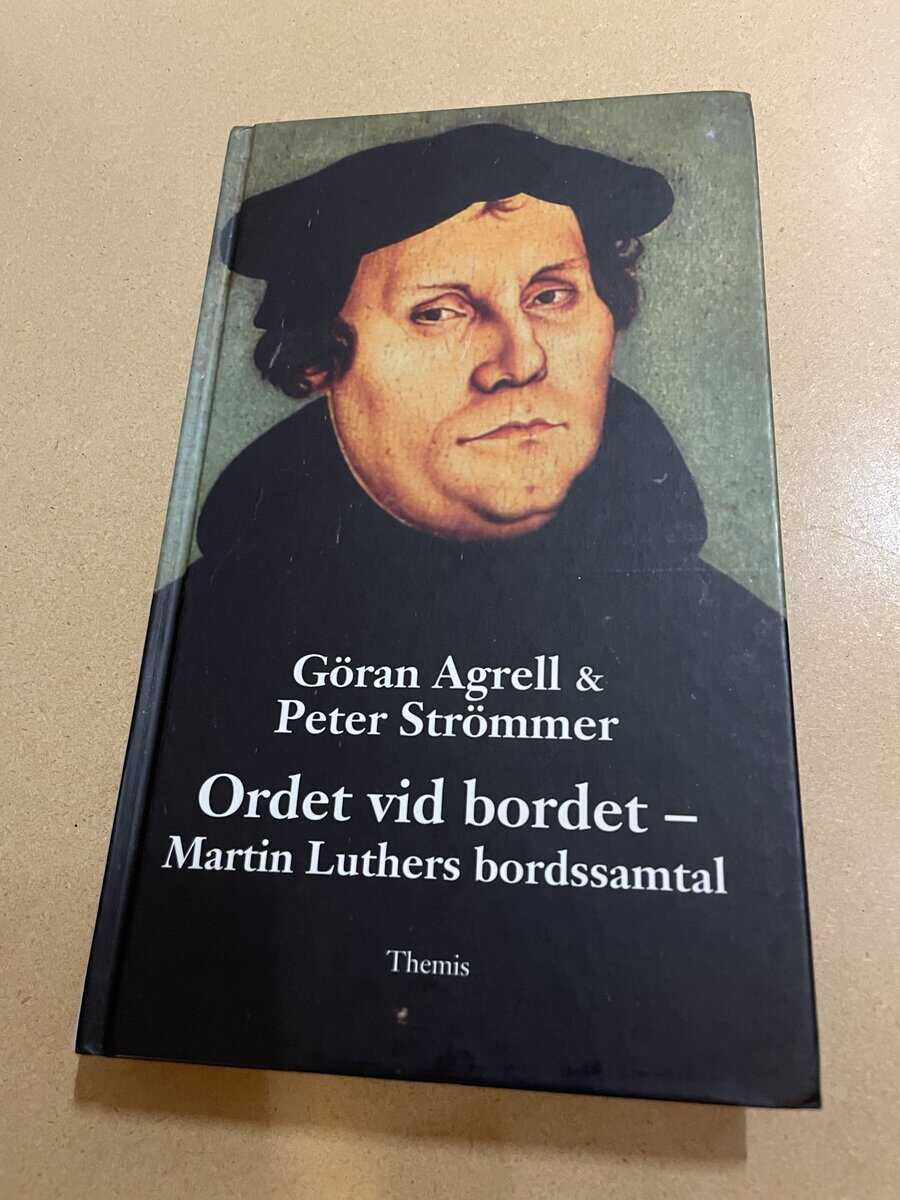 Göran Agrell &
Peter Strömmer
Ordet vid bordet –
Martin Luthers bordssamtal
Themis